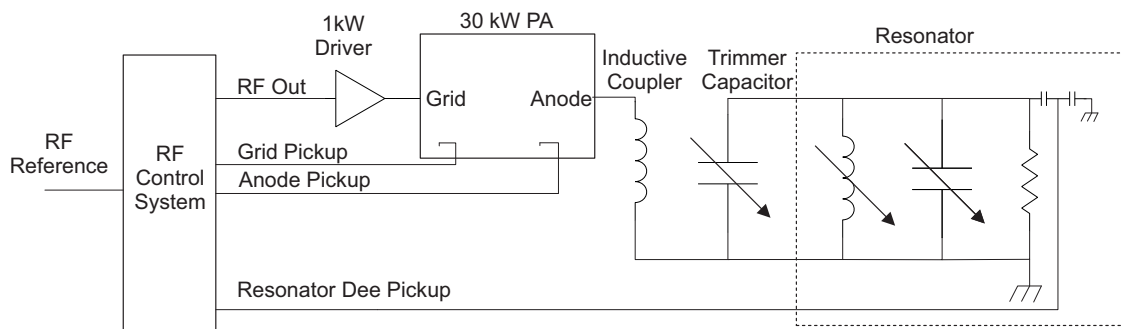 1kW
Driver
30 kW PA
Resonator
Inductive
Coupler
Trimmer
Capacitor
RF Out
Grid
Anode
RF
Reference
RF
Control
System
Grid Pickup
Anode Pickup
Resonator Dee Pickup